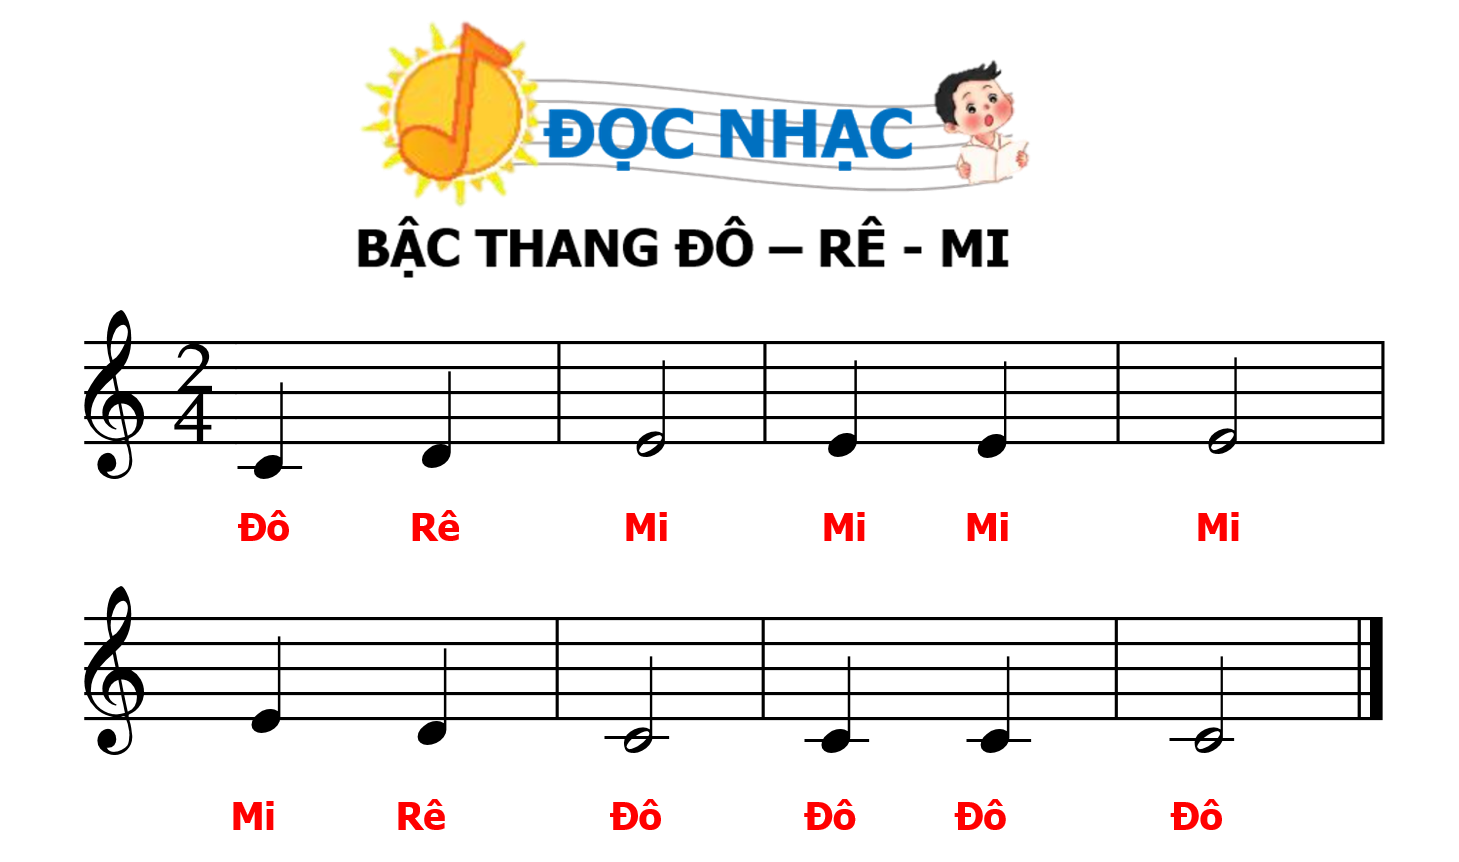 ĐỌC NHẠC
BẬC THANG ĐÔ – RÊ - MI
2
4
Đô Rê Mi Mi Mi Mi
Mi Rê Đô Đô Đô Đô